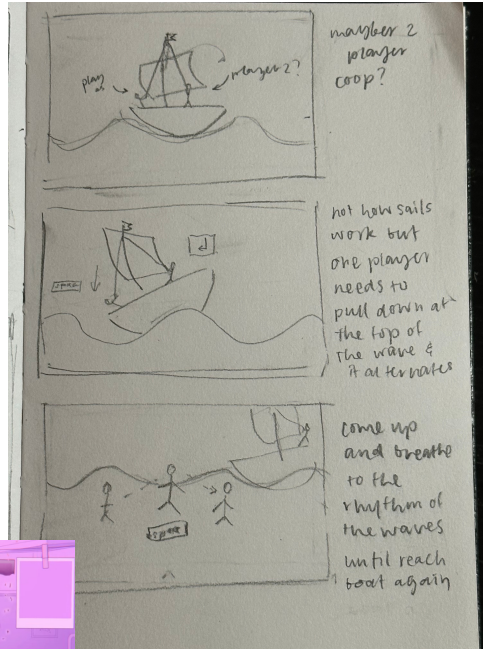 maybe 2
player
coop?
play
player 2?
not how sails
work but
one player
needs to
pull down at
the top of
the wave &
it alternates
space
come up
and breathe
to the
rhythm of
the waves
until reach
boat again
space